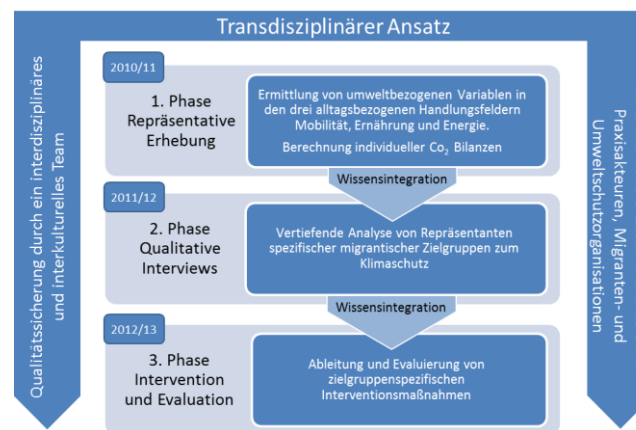 Transdisziplinärer Ansatz
Qualitätssicherung durch ein interdisziplinäres
und interkulturelles Team
2010/11
1. Phase
Repräsentative
Erhebung
Ermittlung von umweltbezogenen Variablen in
den drei alltagsbezogenen Handlungsfeldern
Mobilität, Ernährung und Energie.
Berechnung individueller Co₂ Bilanzen
Wissensintegration
2011/12
2. Phase
Qualitative
Interviews
Vertiefende Analyse von Repräsentanten
spezifischer migrantischer Zielgruppen zum
Klimaschutz
Wissensintegration
2012/13
3. Phase
Intervention
und Evaluation
Ableitung und Evaluierung von
zielgruppenspezifischen
Interventionsmaßnahmen
Praxisakteuren, Migranten- und
Umweltschutzorganisationen